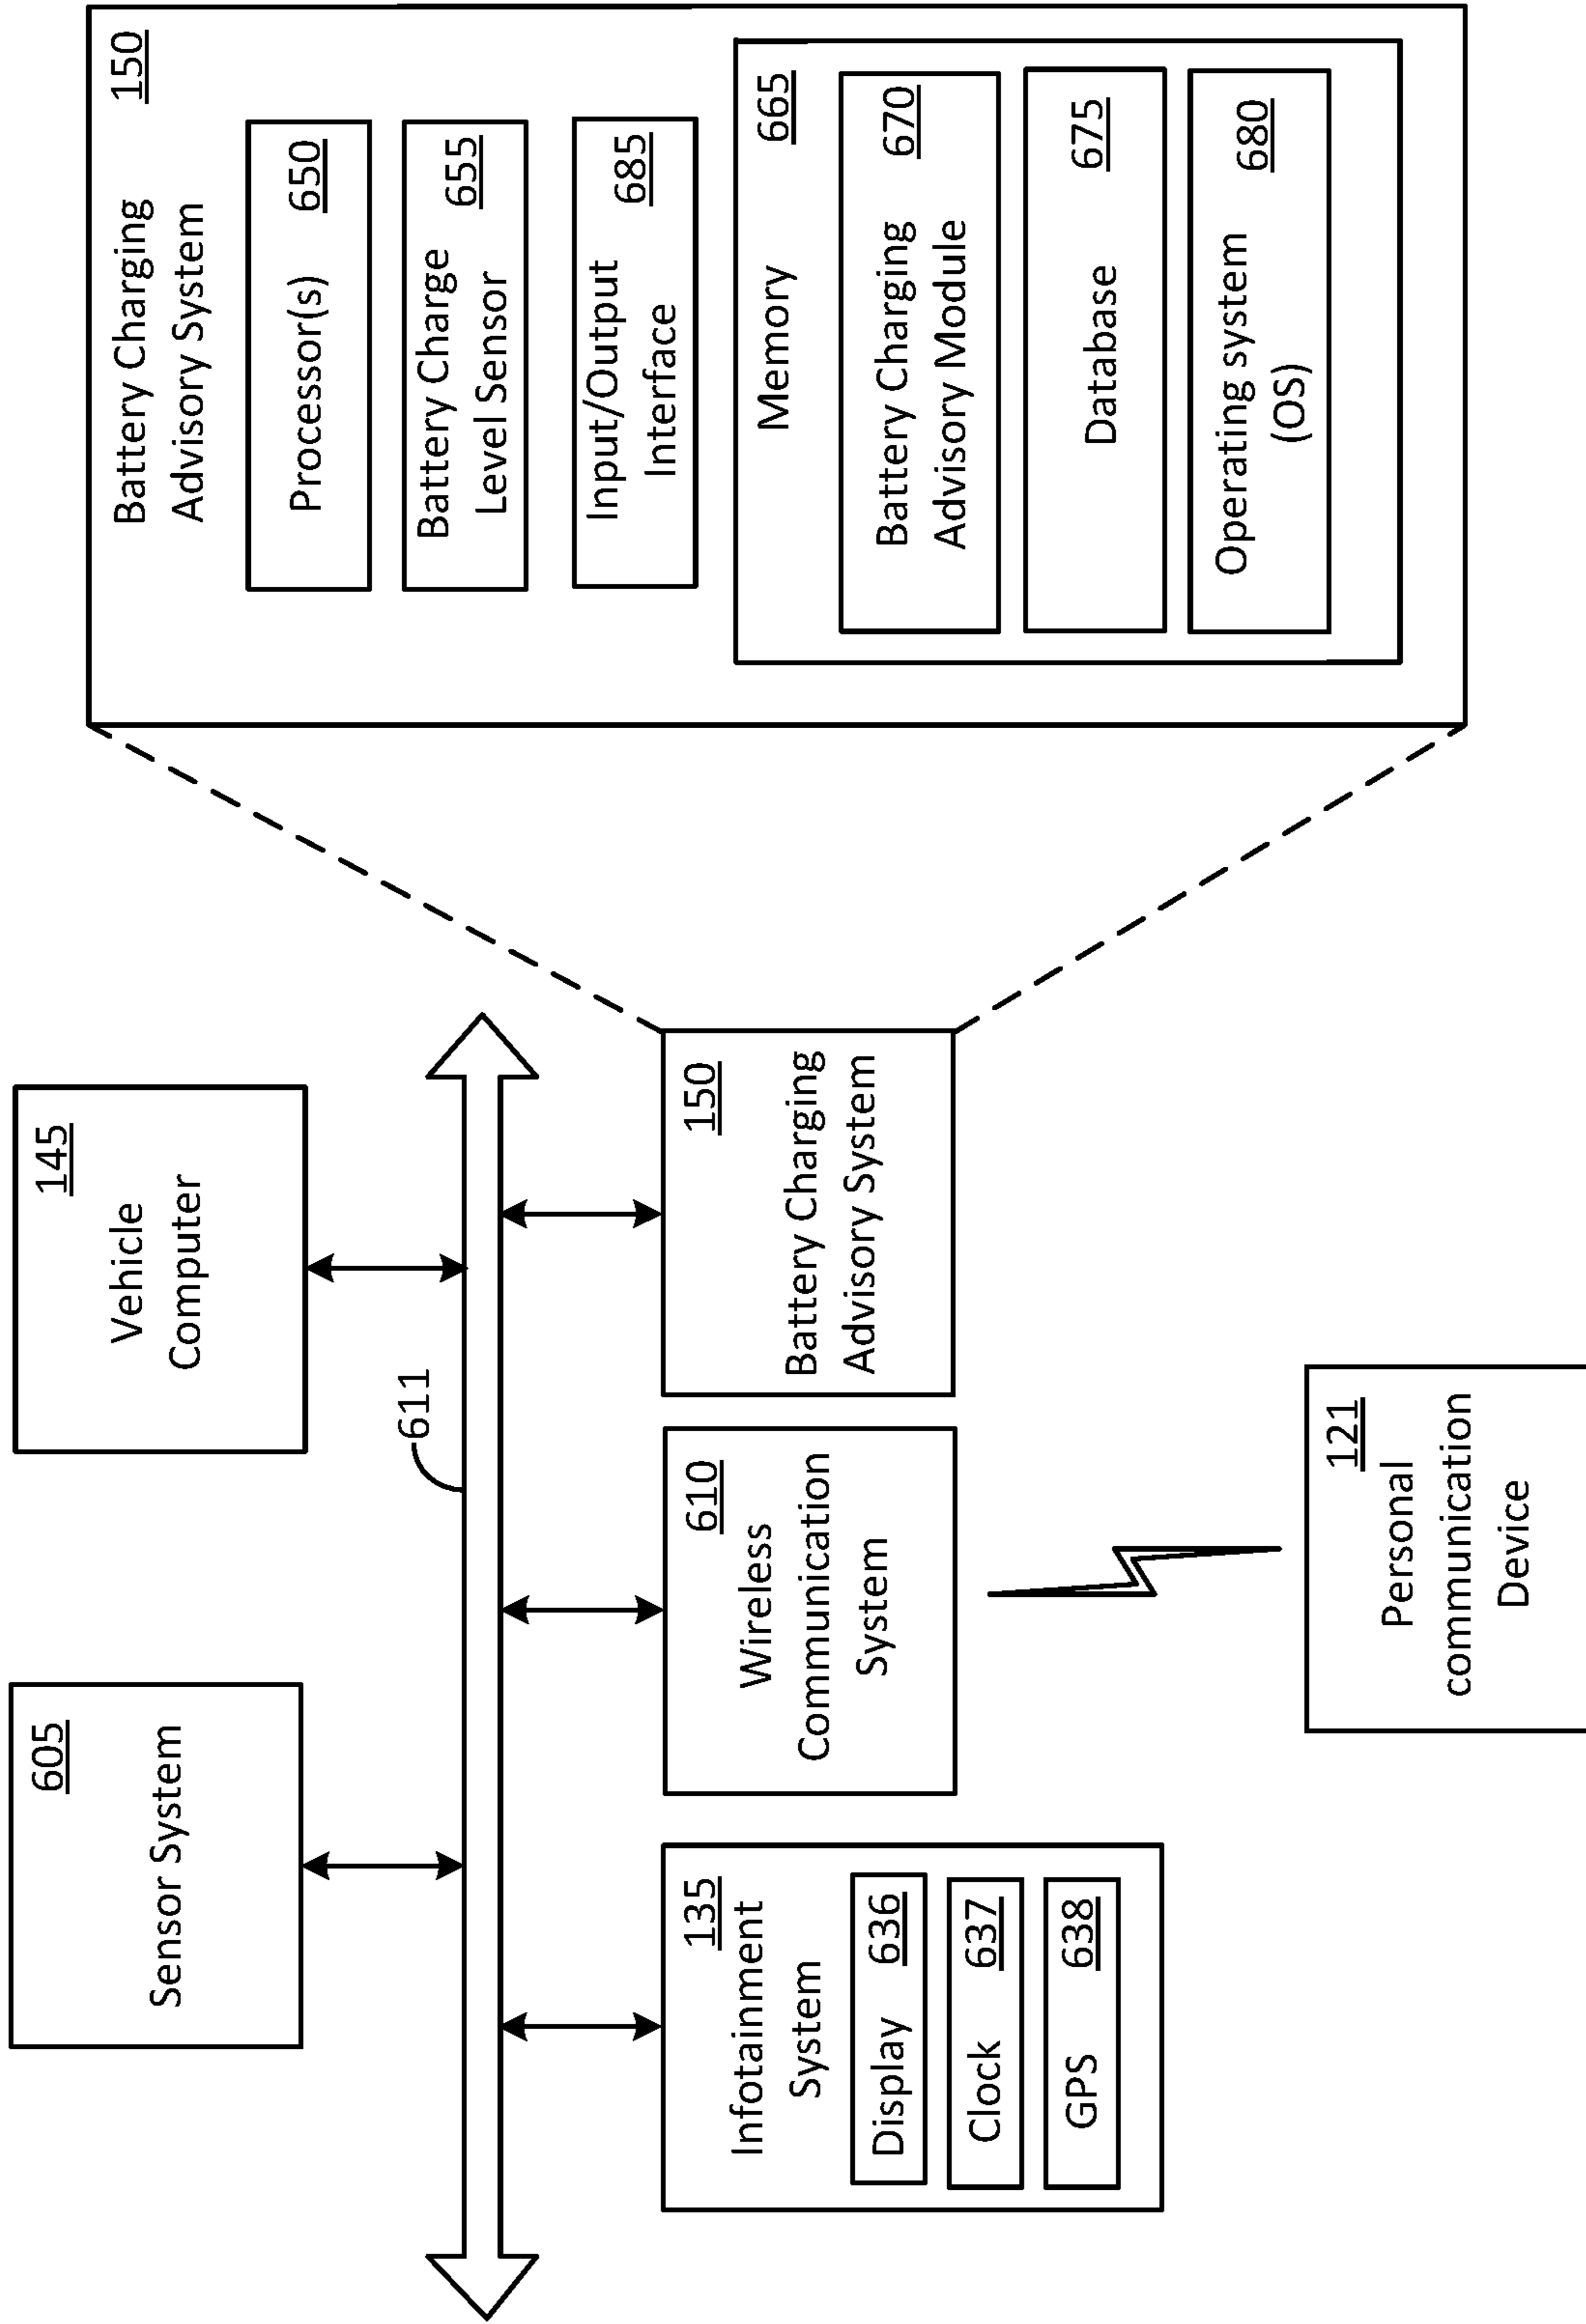 605
Sensor System
145
Vehicle
Computer
611
135
Infotainment
System
Display 636
Clock 637
GPS 638
610
Wireless
Communication
System
150
Battery Charging
Advisory System
121
Personal
communication
Device
Battery Charging 150
Advisory System
Processor(s) 650
Battery Charge 655
Level Sensor
Input/Output 685
Interface
Memory 665
Battery Charging 670
Advisory Module
Database 675
Operating system 680
(OS)